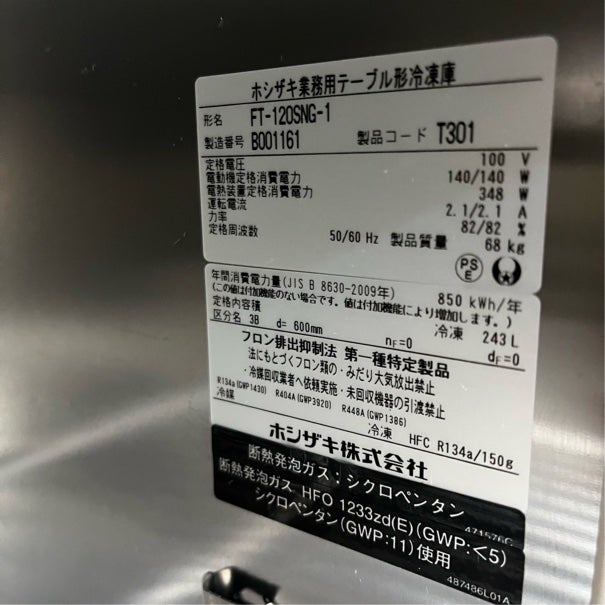 ホシザキ業務用テーブル形冷凍庫
形名 FT-120SNG-1
製造番号 B001161 製品コード T301
定格電圧 100 V
電動機定格消費電力 140/140 W
電熱装置定格消費電力 348 W
運転電流 2.1/2.1 A
力率 82/82 %
定格周波数 50/60 Hz 製品質量 68 kg
PS E
年間消費電力量(JIS B 8630-2009年) 850 kWh/年
(この値は付加機能のない場合です。値は付加機能により増加します。)
定格内容積 冷凍 243 L
区分名 3B d= 600mm nF=0 dF=0
フロン排出抑制法 第一種特定製品
法にもとづくフロン類の・みだり大気放出禁止
・冷媒回収業者へ依頼実施・未回収機器の引渡禁止
R134a(GWP1430) R404A(GWP3920) R448A(GWP1386)
冷媒 冷凍 HFC R134a/150g
ホシザキ株式会社
断熱発泡ガス:シクロペンタン
471576C
断熱発泡ガス HFO 1233zd(E)(GWP:<5)
シクロペンタン(GWP:11)使用
487486L01A